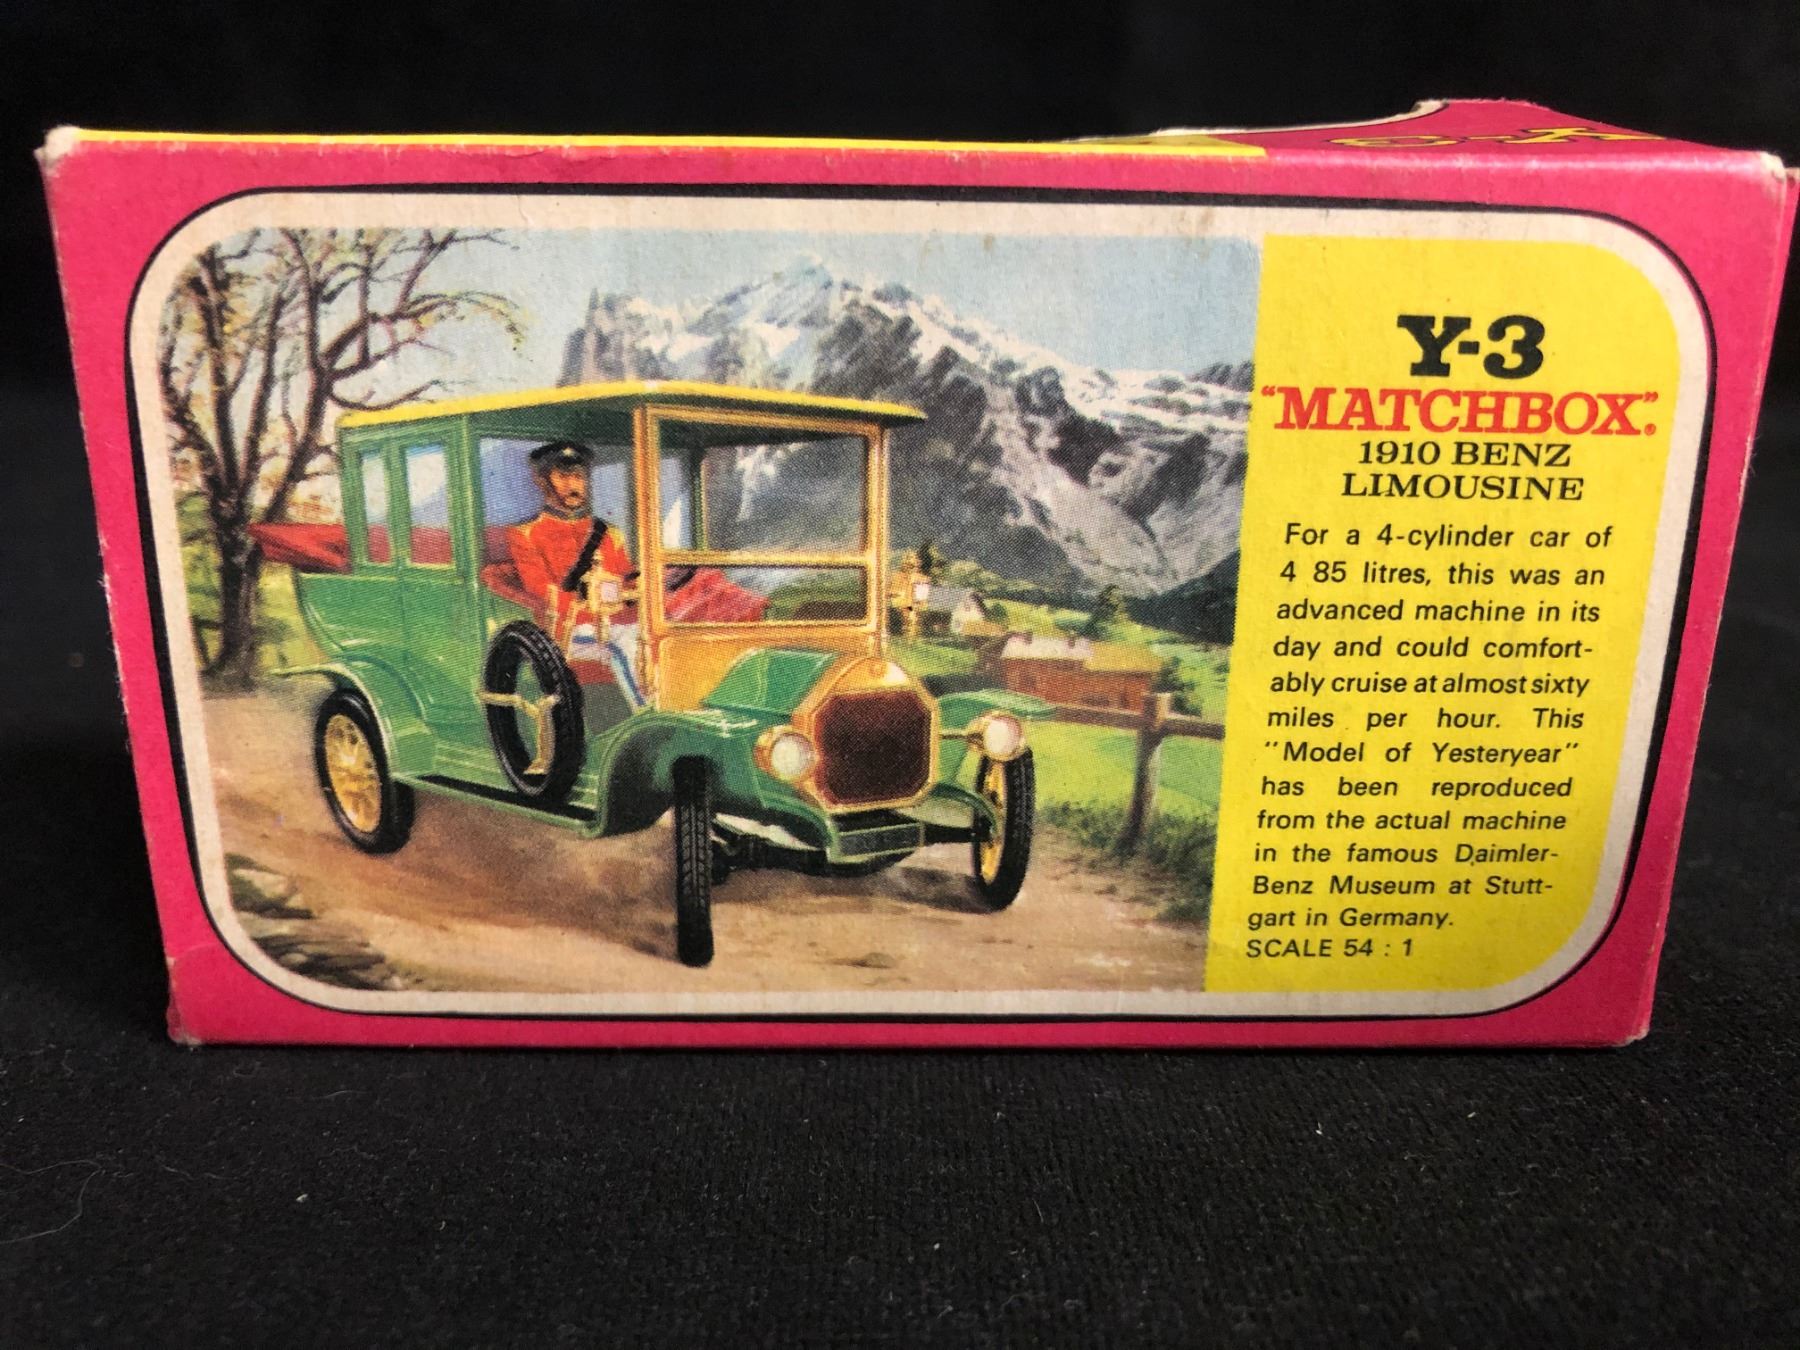 Y-3
Y-3
"MATCHBOX"®
1910 BENZ
LIMOUSINE
For a 4-cylinder car of
4 85 litres, this was an
advanced machine in its
day and could comfort-
ably cruise at almost sixty
miles per hour. This
"Model of Yesteryear"
has been reproduced
from the actual machine
in the famous Daimler-
Benz Museum at Stutt-
gart in Germany.
SCALE 54 : 1